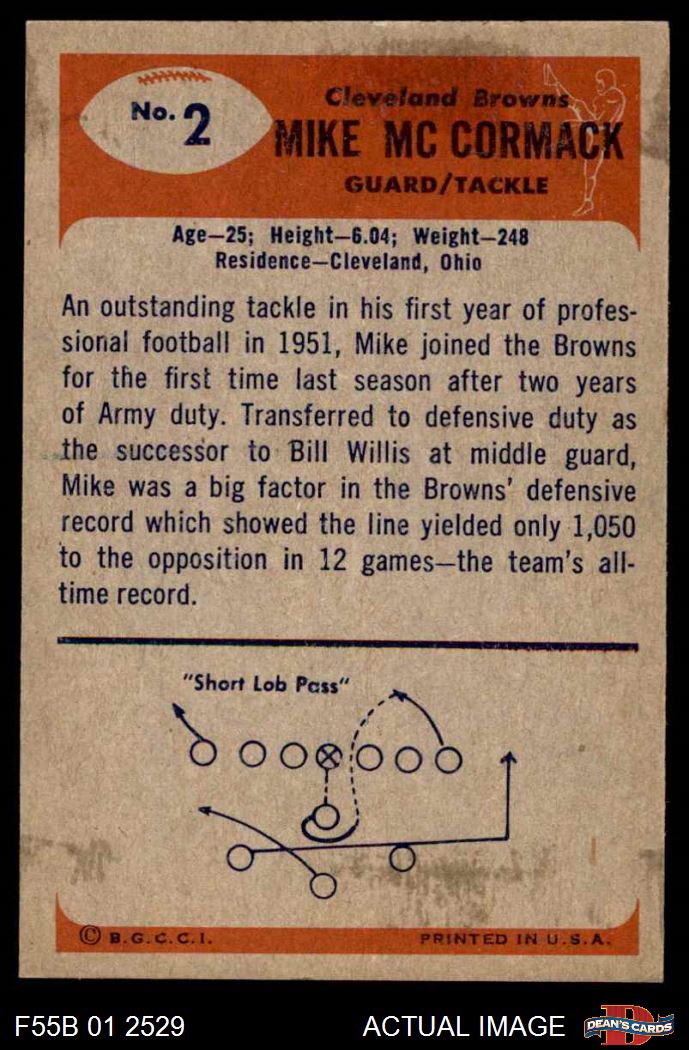 No. 2
Cleveland Browns
MIKE MC CORMACK
GUARD/TACKLE
Age—25; Height—6.04; Weight—248
Residence—Cleveland, Ohio
An outstanding tackle in his first year of profes-
sional football in 1951, Mike joined the Browns
for the first time last season after two years
of Army duty. Transferred to defensive duty as
the successor to Bill Willis at middle guard,
Mike was a big factor in the Browns' defensive
record which showed the line yielded only 1,050
to the opposition in 12 games—the team's all-
time record.
"Short Lob Pass"
© B.G.C.C.I.
PRINTED IN U.S.A.
F55B 01 2529
ACTUAL IMAGE
D
DEAN'S CARDS